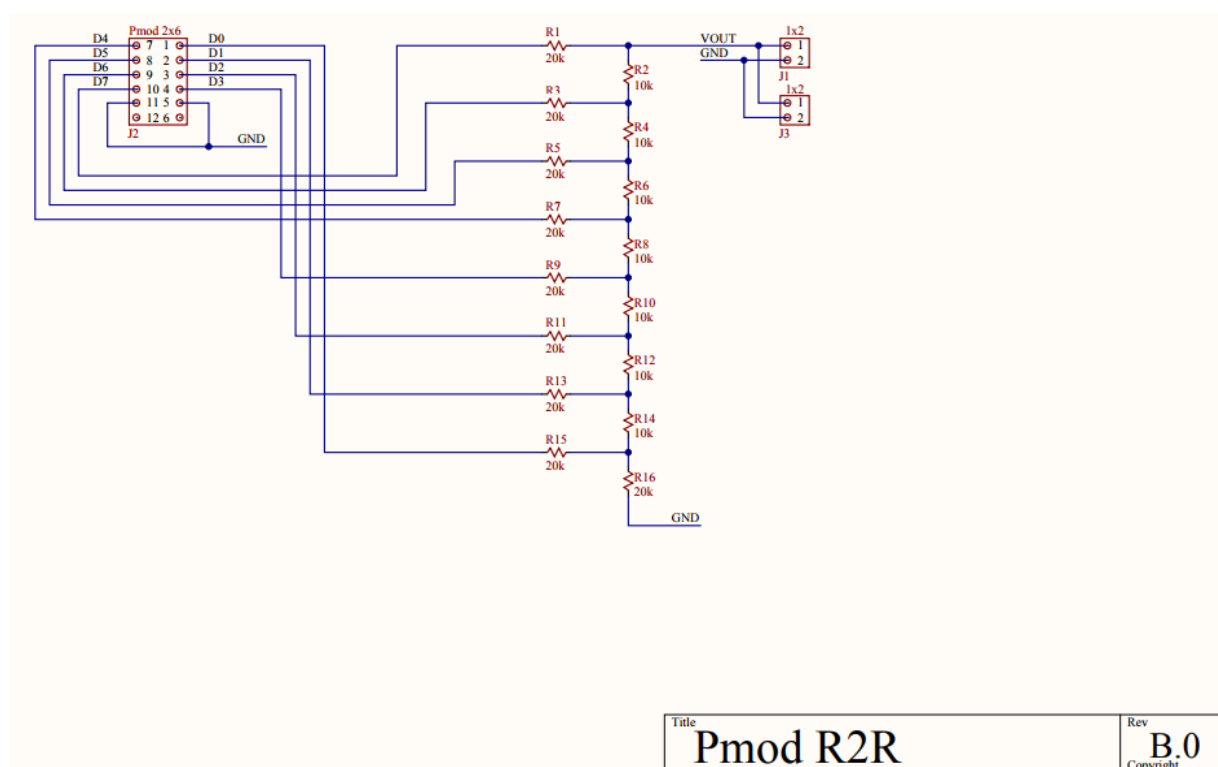 Pmod 2x6
D4 7 1 D0
D5 8 2 D1
D6 9 3 D2
D7 10 4 D3
11 5
12 6
J2
GND
R1
20k
R2
10k
R3
20k
R4
10k
R5
20k
R6
10k
R7
20k
R8
10k
R9
20k
R10
10k
R11
20k
R12
10k
R13
20k
R14
10k
R15
20k
R16
20k
GND
VOUT
GND
1x2
1
2
J1
1x2
1
2
J3
Title
Pmod R2R
Rev
B.0
Copyright